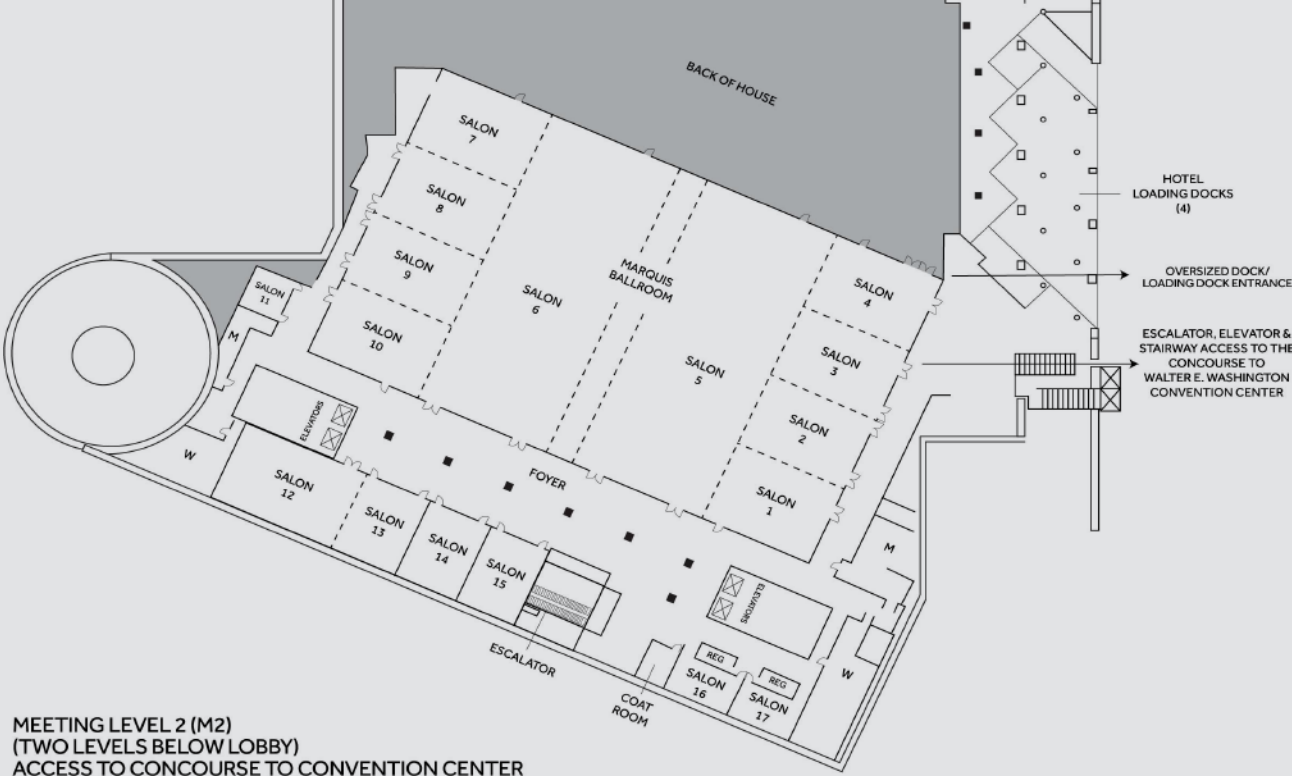 BACK OF HOUSE
HOTEL
LOADING DOCKS
(4)
OVERSIZED DOCK/
LOADING DOCK ENTRANCE
ESCALATOR, ELEVATOR &
STAIRWAY ACCESS TO THE
CONCOURSE TO
WALTER E. WASHINGTON
CONVENTION CENTER
SALON
7
SALON
8
SALON
9
SALON
10
SALON
11
M
SALON
6
MARQUIS
BALLROOM
SALON
5
SALON
4
SALON
3
SALON
2
SALON
1
ELEVATORS
W
FOYER
SALON
12
SALON
13
SALON
14
SALON
15
ESCALATOR
COAT
ROOM
ELEVATORS
REG
SALON
16
REG
SALON
17
M
W
MEETING LEVEL 2 (M2)
(TWO LEVELS BELOW LOBBY)
ACCESS TO CONCOURSE TO CONVENTION CENTER